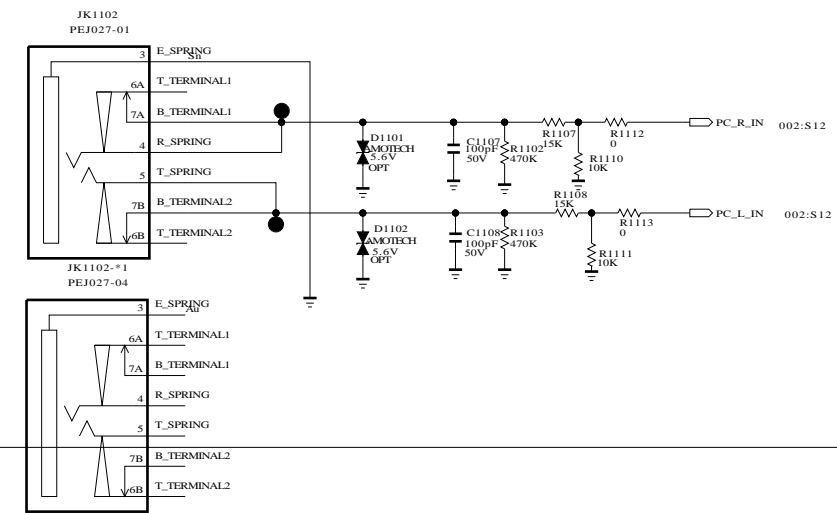 JK1102
PEJ027-01
3 E_SPRING
Sn
6A T_TERMINAL1
7A B_TERMINAL1
4 R_SPRING
5 T_SPRING
7B B_TERMINAL2
6B T_TERMINAL2
D1101
AMOTECH
5.6V
OPT
C1107
100pF
50V
R1102
470K
R1107
15K
R1110
10K
R1112
0
PC_R_IN 002:S12
D1102
AMOTECH
5.6V
OPT
C1108
100pF
50V
R1103
470K
R1108
15K
R1111
10K
R1113
0
PC_L_IN 002:S12
JK1102-*1
PEJ027-04
3 E_SPRING
Au
6A T_TERMINAL1
7A B_TERMINAL1
4 R_SPRING
5 T_SPRING
7B B_TERMINAL2
6B T_TERMINAL2